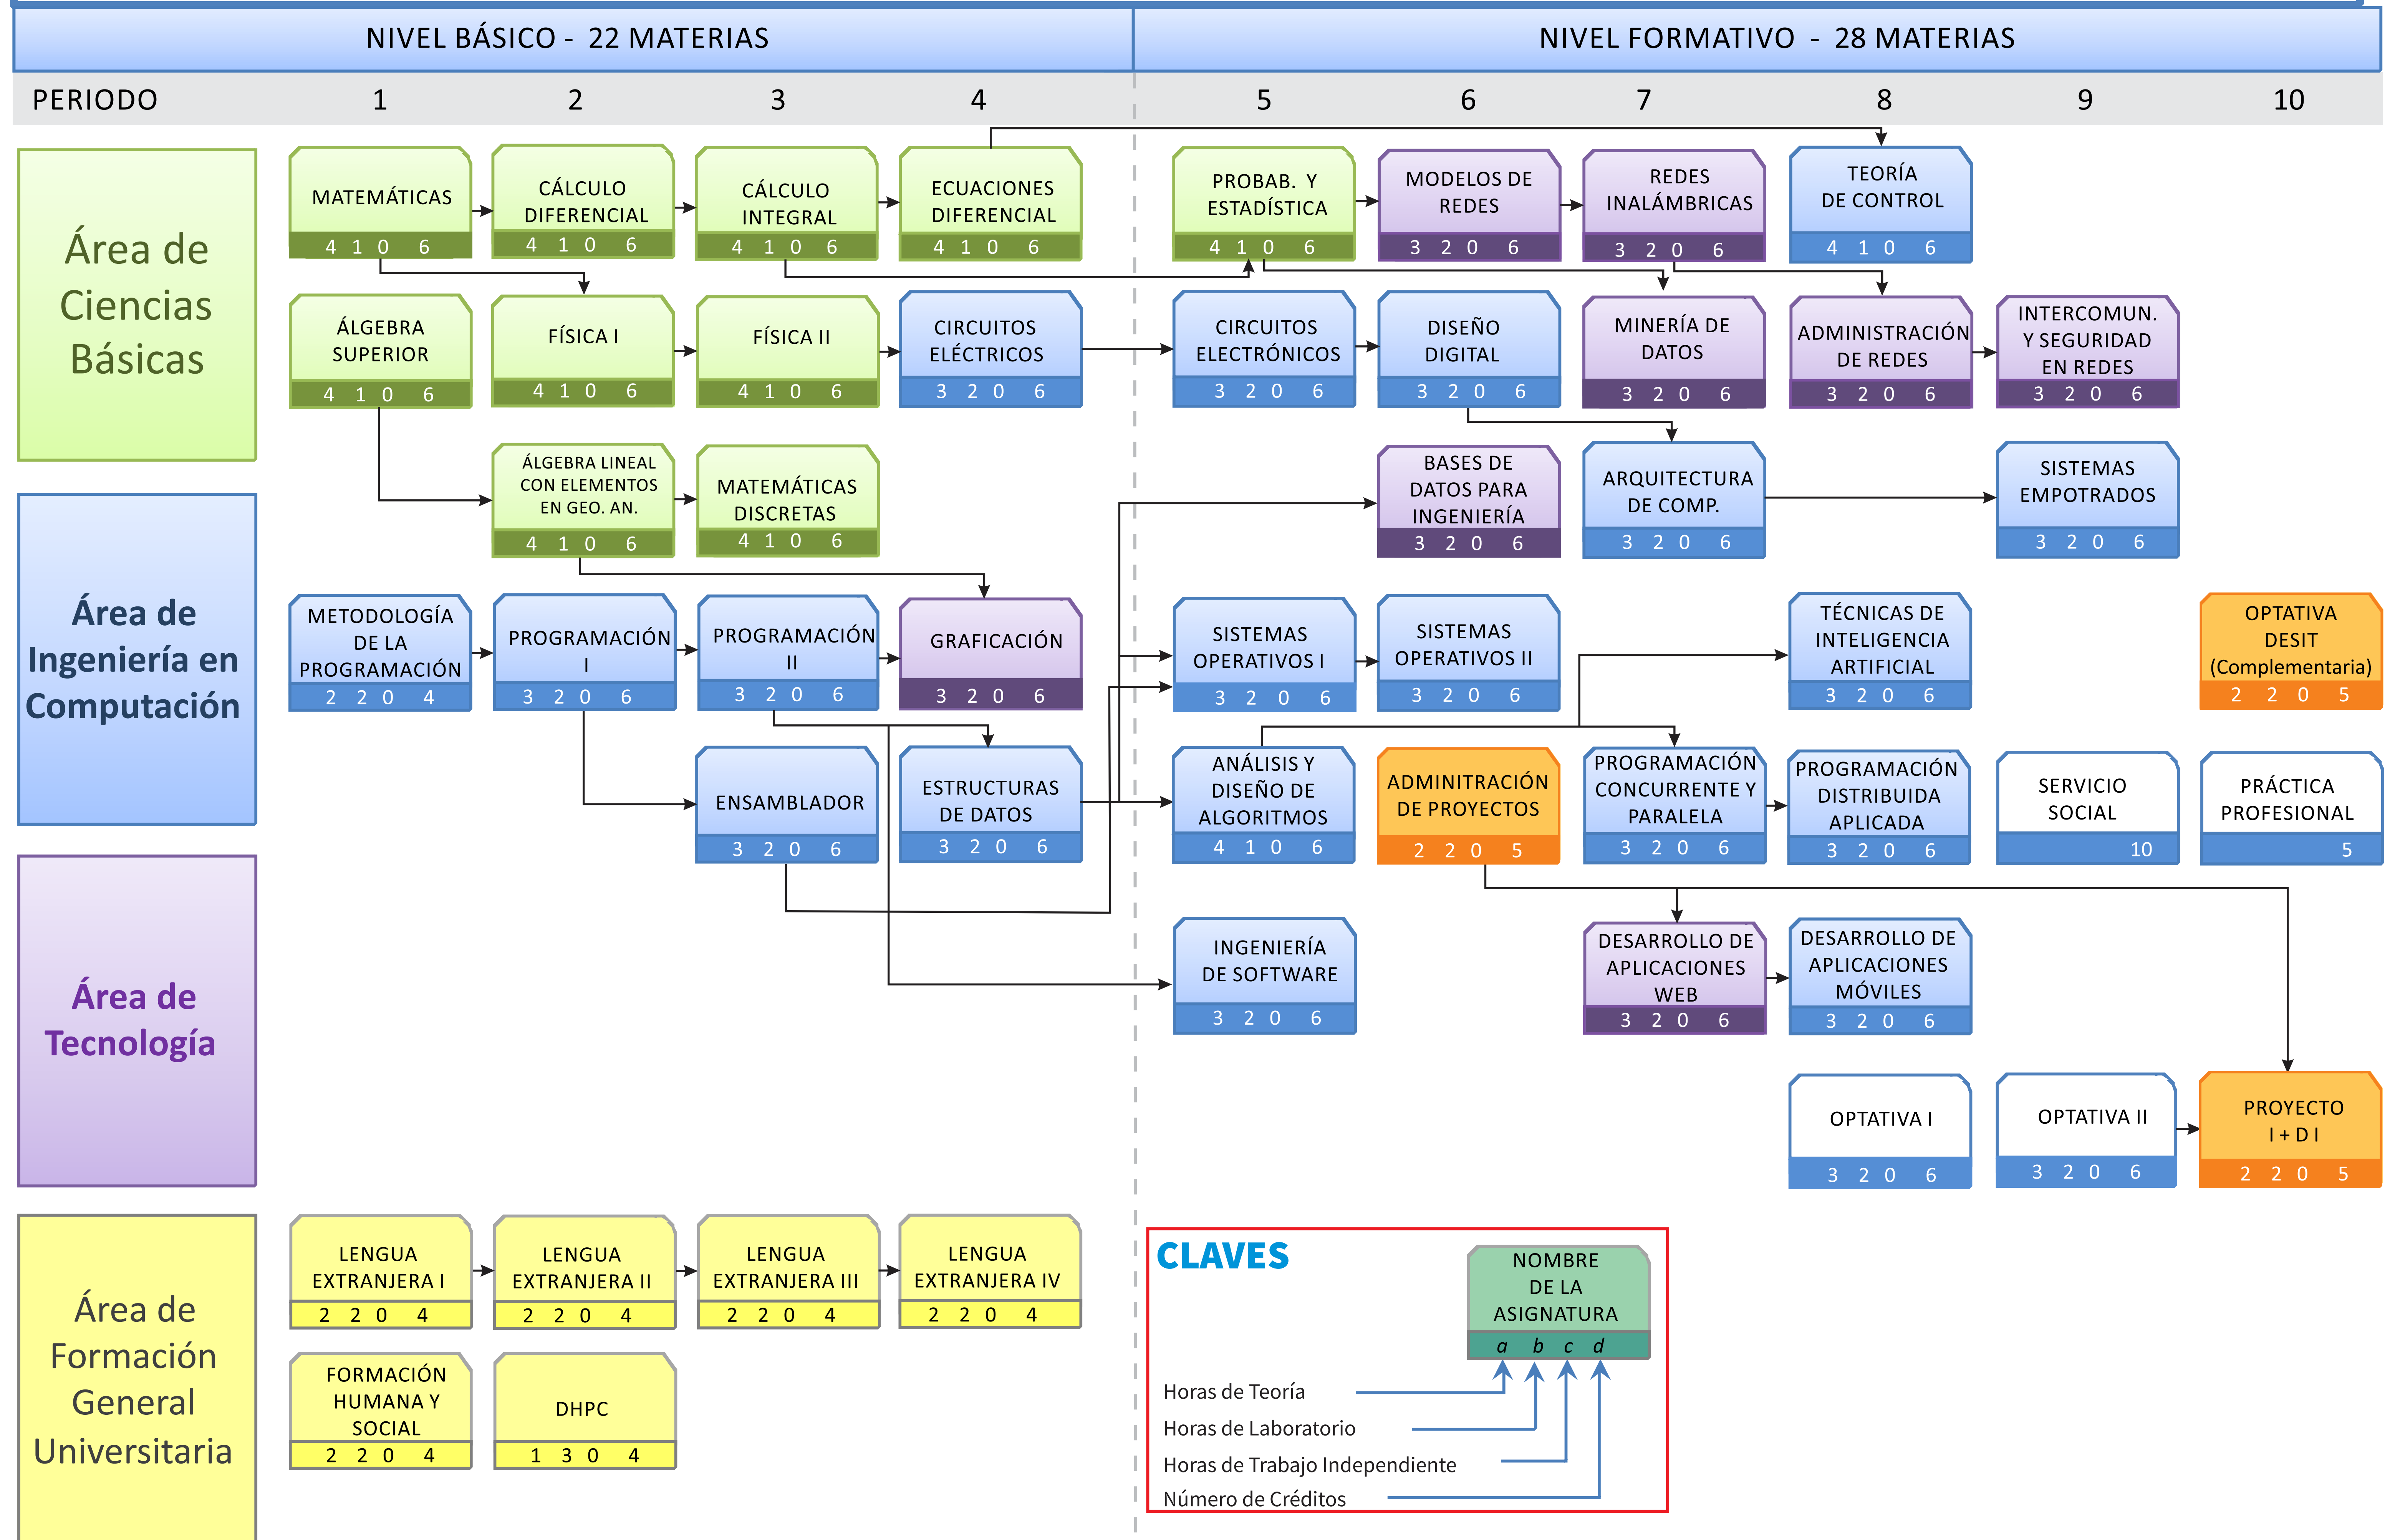 NIVEL BÁSICO - 22 MATERIAS
NIVEL FORMATIVO - 28 MATERIAS
PERIODO 1 2 3 4 5 6 7 8 9 10
Área de
Ciencias
Básicas
MATEMÁTICAS
4 1 0 6
CÁLCULO
DIFERENCIAL
4 1 0 6
CÁLCULO
INTEGRAL
4 1 0 6
ECUACIONES
DIFERENCIAL
4 1 0 6
PROBAB. Y
ESTADÍSTICA
4 1 0 6
MODELOS DE
REDES
3 2 0 6
REDES
INALÁMBRICAS
3 2 0 6
TEORÍA
DE CONTROL
4 1 0 6
ÁLGEBRA
SUPERIOR
4 1 0 6
FÍSICA I
4 1 0 6
FÍSICA II
4 1 0 6
CIRCUITOS
ELÉCTRICOS
3 2 0 6
CIRCUITOS
ELECTRÓNICOS
3 2 0 6
DISEÑO
DIGITAL
3 2 0 6
MINERÍA DE
DATOS
3 2 0 6
ADMINISTRACIÓN
DE REDES
3 2 0 6
INTERCOMUN.
Y SEGURIDAD
EN REDES
3 2 0 6
ÁLGEBRA LINEAL
CON ELEMENTOS
EN GEO. AN.
4 1 0 6
MATEMÁTICAS
DISCRETAS
4 1 0 6
BASES DE
DATOS PARA
INGENIERÍA
3 2 0 6
ARQUITECTURA
DE COMP.
3 2 0 6
SISTEMAS
EMPOTRADOS
3 2 0 6
Área de
Ingeniería en
Computación
METODOLOGÍA
DE LA
PROGRAMACIÓN
2 2 0 4
PROGRAMACIÓN
I
3 2 0 6
PROGRAMACIÓN
II
3 2 0 6
GRAFICACIÓN
3 2 0 6
SISTEMAS
OPERATIVOS I
3 2 0 6
SISTEMAS
OPERATIVOS II
3 2 0 6
TÉCNICAS DE
INTELIGENCIA
ARTIFICIAL
3 2 0 6
OPTATIVA
DESIT
(Complementaria)
2 2 0 5
ENSAMBLADOR
3 2 0 6
ESTRUCTURAS
DE DATOS
3 2 0 6
ANÁLISIS Y
DISEÑO DE
ALGORITMOS
4 1 0 6
ADMINITRACIÓN
DE PROYECTOS
2 2 0 5
PROGRAMACIÓN
CONCURRENTE Y
PARALELA
3 2 0 6
PROGRAMACIÓN
DISTRIBUIDA
APLICADA
3 2 0 6
SERVICIO
SOCIAL
10
PRÁCTICA
PROFESIONAL
5
Área de
Tecnología
INGENIERÍA
DE SOFTWARE
3 2 0 6
DESARROLLO DE
APLICACIONES
WEB
3 2 0 6
DESARROLLO DE
APLICACIONES
MÓVILES
3 2 0 6
OPTATIVA I
3 2 0 6
OPTATIVA II
3 2 0 6
PROYECTO
I + D I
2 2 0 5
Área de
Formación
General
Universitaria
LENGUA
EXTRANJERA I
2 2 0 4
LENGUA
EXTRANJERA II
2 2 0 4
LENGUA
EXTRANJERA III
2 2 0 4
LENGUA
EXTRANJERA IV
2 2 0 4
FORMACIÓN
HUMANA Y
SOCIAL
2 2 0 4
DHPC
1 3 0 4
CLAVES
NOMBRE
DE LA
ASIGNATURA
a b c d
Horas de Teoría
Horas de Laboratorio
Horas de Trabajo Independiente
Número de Créditos